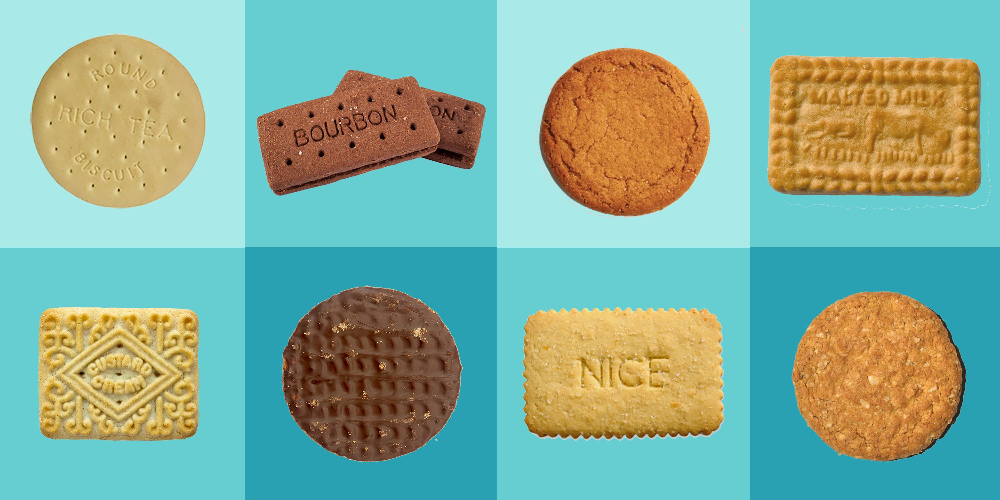 ROUND
RICH TEA
BISCUIT
BOURBON
ON
MALTED MILK
CUSTARD
CREAM
NICE